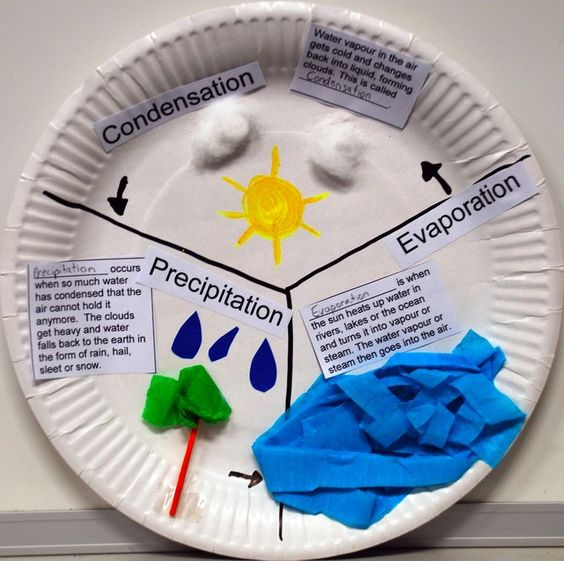 Condensation
Water vapour in the air
gets cold and changes
back into liquid, forming
clouds. This is called
Condensation.
Evaporation
Precipitation
Precipitation occurs
when so much water
has condensed that the
air cannot hold it
anymore. The clouds
get heavy and water
falls back to the earth in
the form of rain, hail,
sleet or snow.
Evaporation is when
the sun heats up water in
rivers, lakes or the ocean
and turns it into vapour or
steam. The water vapour or
steam then goes into the air.